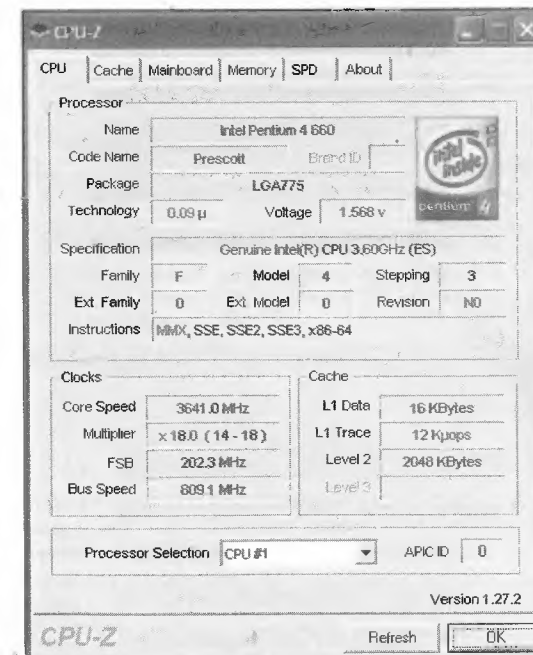 CPU-Z
CPU Cache Mainboard Memory SPD About
Processor
Name Intel Pentium 4 660
Code Name Prescott Brand ID
Package LGA775
Technology 0.09 µ Voltage 1.568 v
intel inside
pentium 4
Specification Genuine Intel(R) CPU 3.60GHz (ES)
Family F Model 4 Stepping 3
Ext Family 0 Ext Model 0 Revision N0
Instructions MMX, SSE, SSE2, SSE3, x86-64
Clocks
Core Speed 3641.0 MHz
Multiplier x 18.0 ( 14 - 18 )
FSB 202.3 MHz
Bus Speed 809.1 MHz
Cache
L1 Data 16 KBytes
L1 Trace 12 Kµops
Level 2 2048 KBytes
Level 3
Processor Selection CPU #1 APIC ID 0
Version 1.27.2
CPU-Z Refresh OK